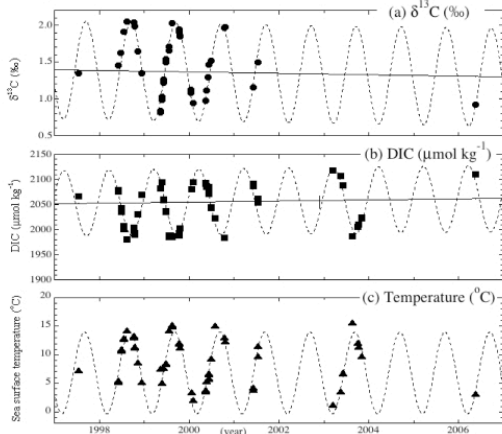 (a) δ¹³C (‰)
2.0
1.5
1.0
0.5
δ¹³C (‰)
(b) DIC (μmol kg⁻¹)
2150
2100
2050
2000
1950
1900
DIC (μmol kg⁻¹)
(c) Temperature (°C)
20
15
10
5
0
Sea surface temperature (°C)
1998 2000 2002 2004 2006
(year)